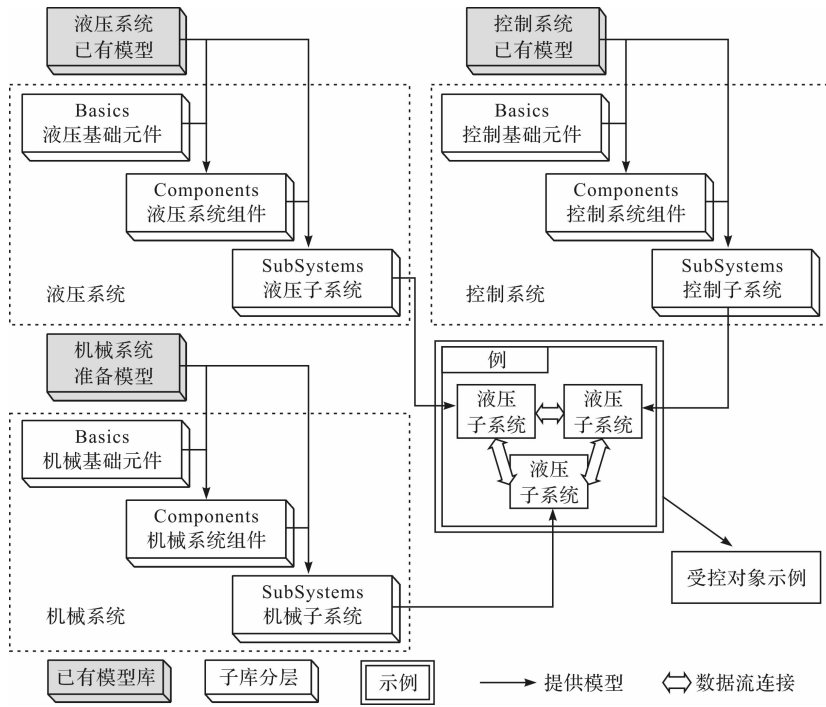 液压系统
已有模型
控制系统
已有模型
Basics
液压基础元件
Components
液压系统组件
SubSystems
液压子系统
液压系统
Basics
控制基础元件
Components
控制系统组件
SubSystems
控制子系统
控制系统
机械系统
准备模型
Basics
机械基础元件
Components
机械系统组件
SubSystems
机械子系统
机械系统
例
液压
子系统
液压
子系统
液压
子系统
受控对象示例
已有模型库
子库分层
示例
提供模型
数据流连接